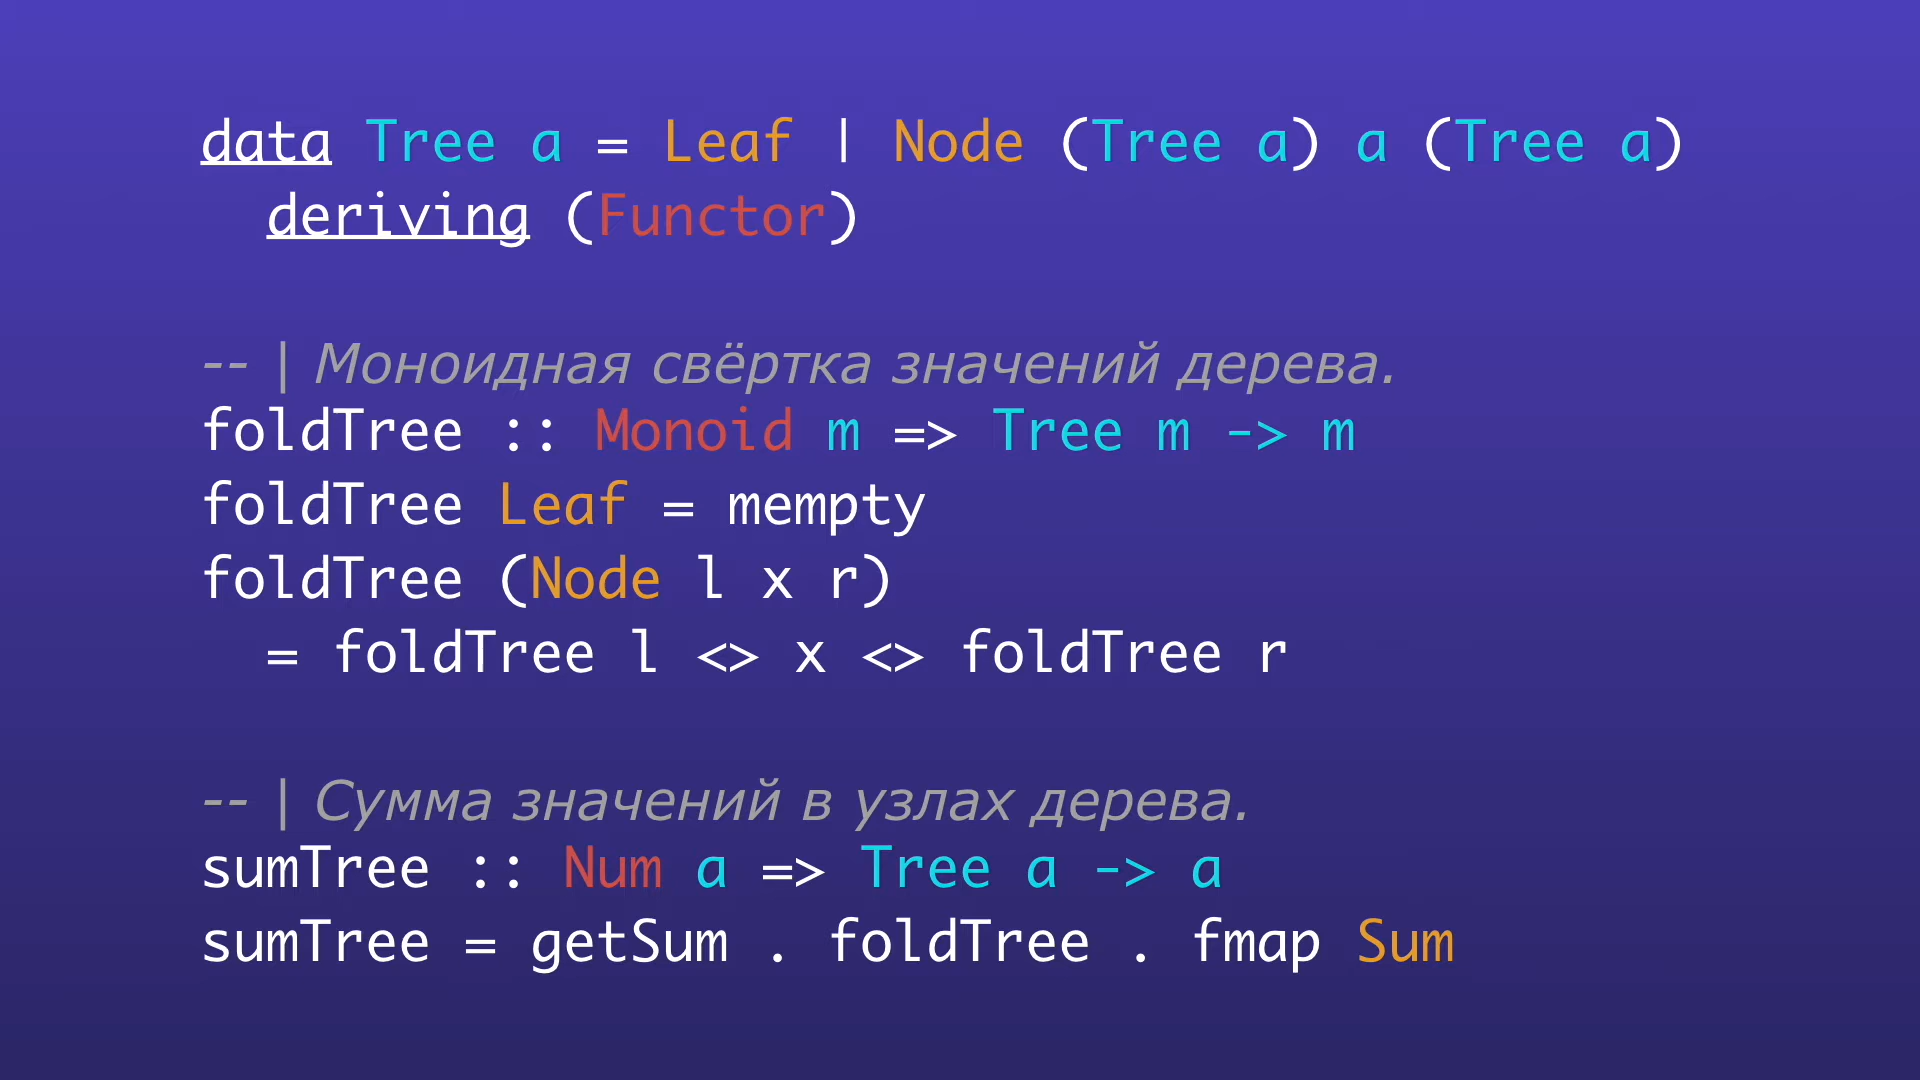 data Tree a = Leaf | Node (Tree a) a (Tree a)
deriving (Functor)
-- | Моноидная свёртка значений дерева.
foldTree :: Monoid m => Tree m -> m
foldTree Leaf = mempty
foldTree (Node l x r)
= foldTree l <> x <> foldTree r
-- | Сумма значений в узлах дерева.
sumTree :: Num a => Tree a -> a
sumTree = getSum . foldTree . fmap Sum